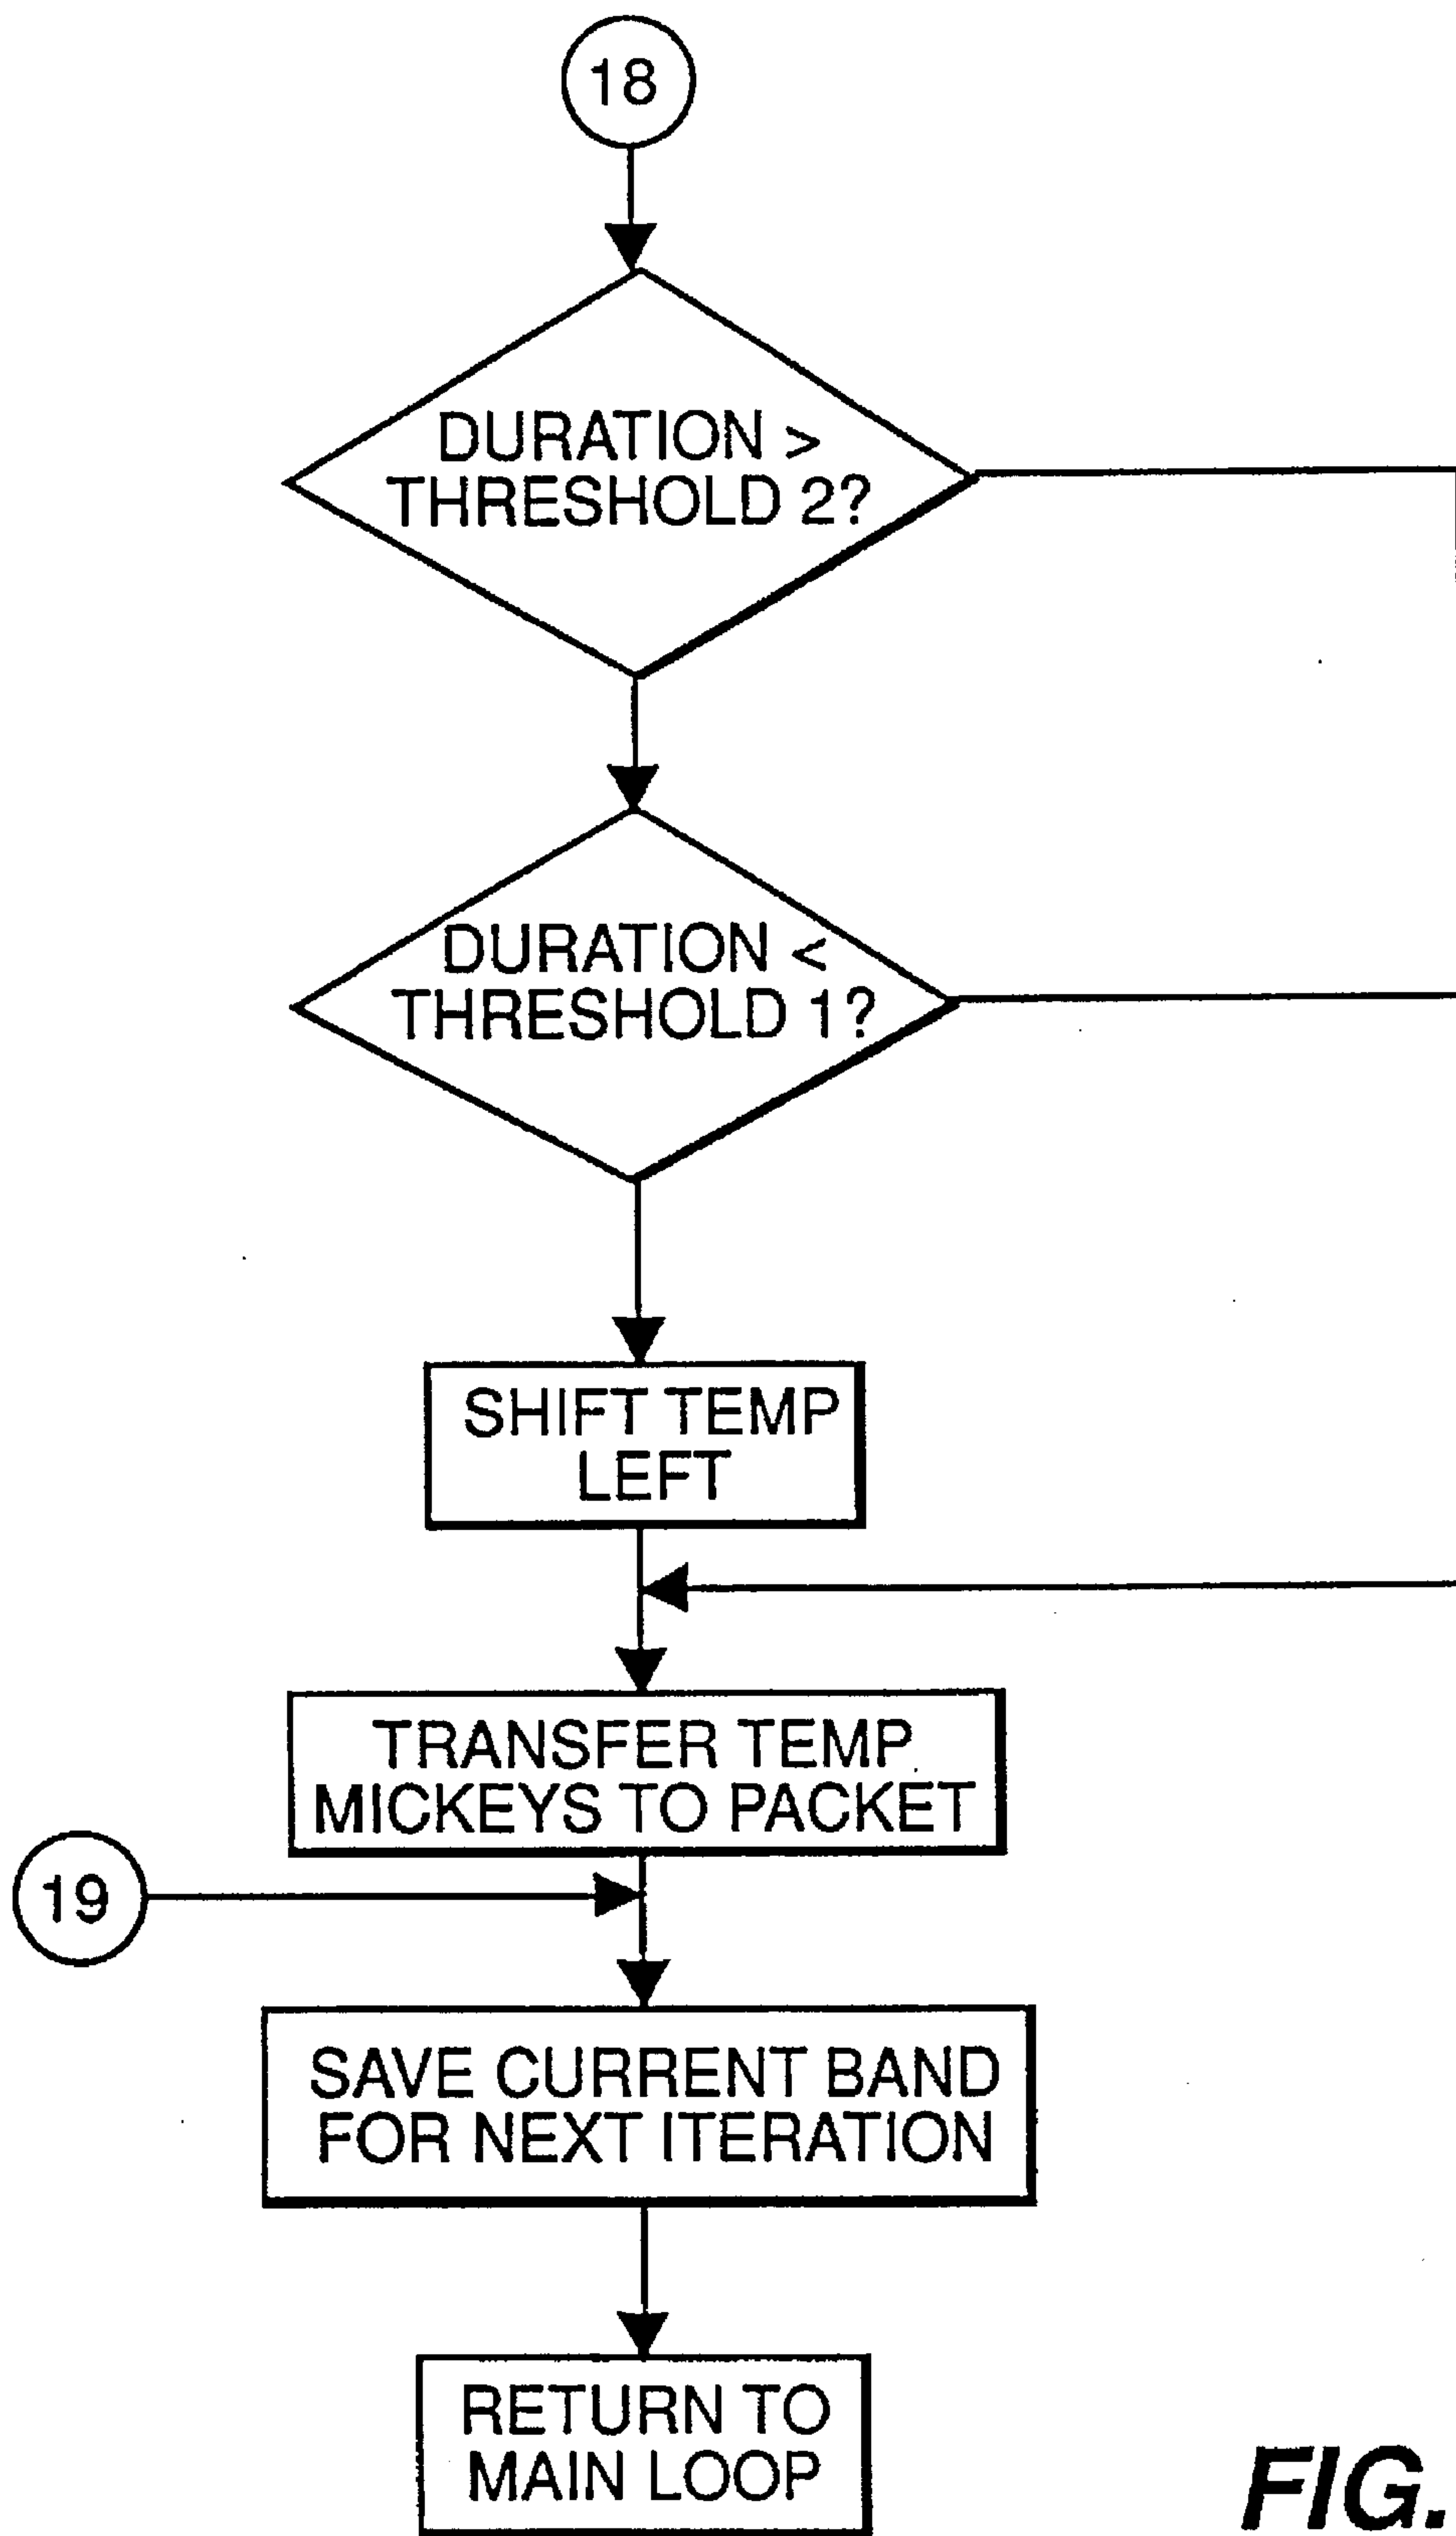 18
DURATION >
THRESHOLD 2?
DURATION <
THRESHOLD 1?
SHIFT TEMP
LEFT
TRANSFER TEMP
MICKEYS TO PACKET
19
SAVE CURRENT BAND
FOR NEXT ITERATION
RETURN TO
MAIN LOOP
FIG.